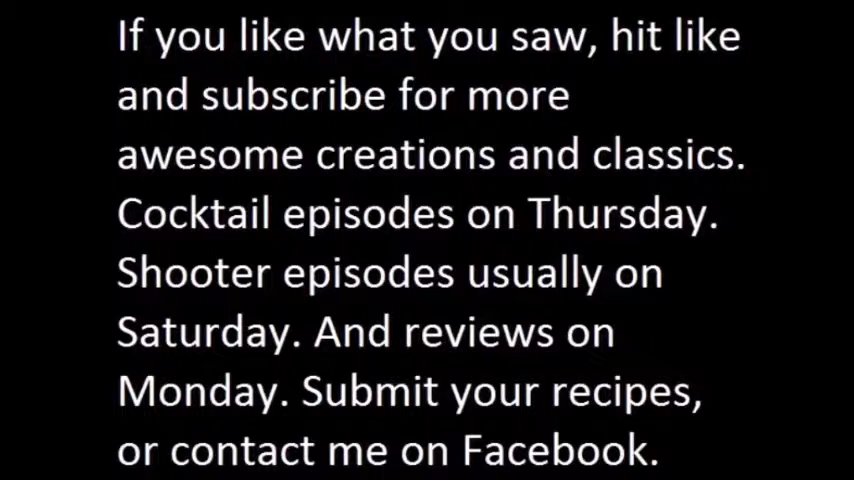 If you like what you saw, hit like
and subscribe for more
awesome creations and classics.
Cocktail episodes on Thursday.
Shooter episodes usually on
Saturday. And reviews on
Monday. Submit your recipes,
or contact me on Facebook.